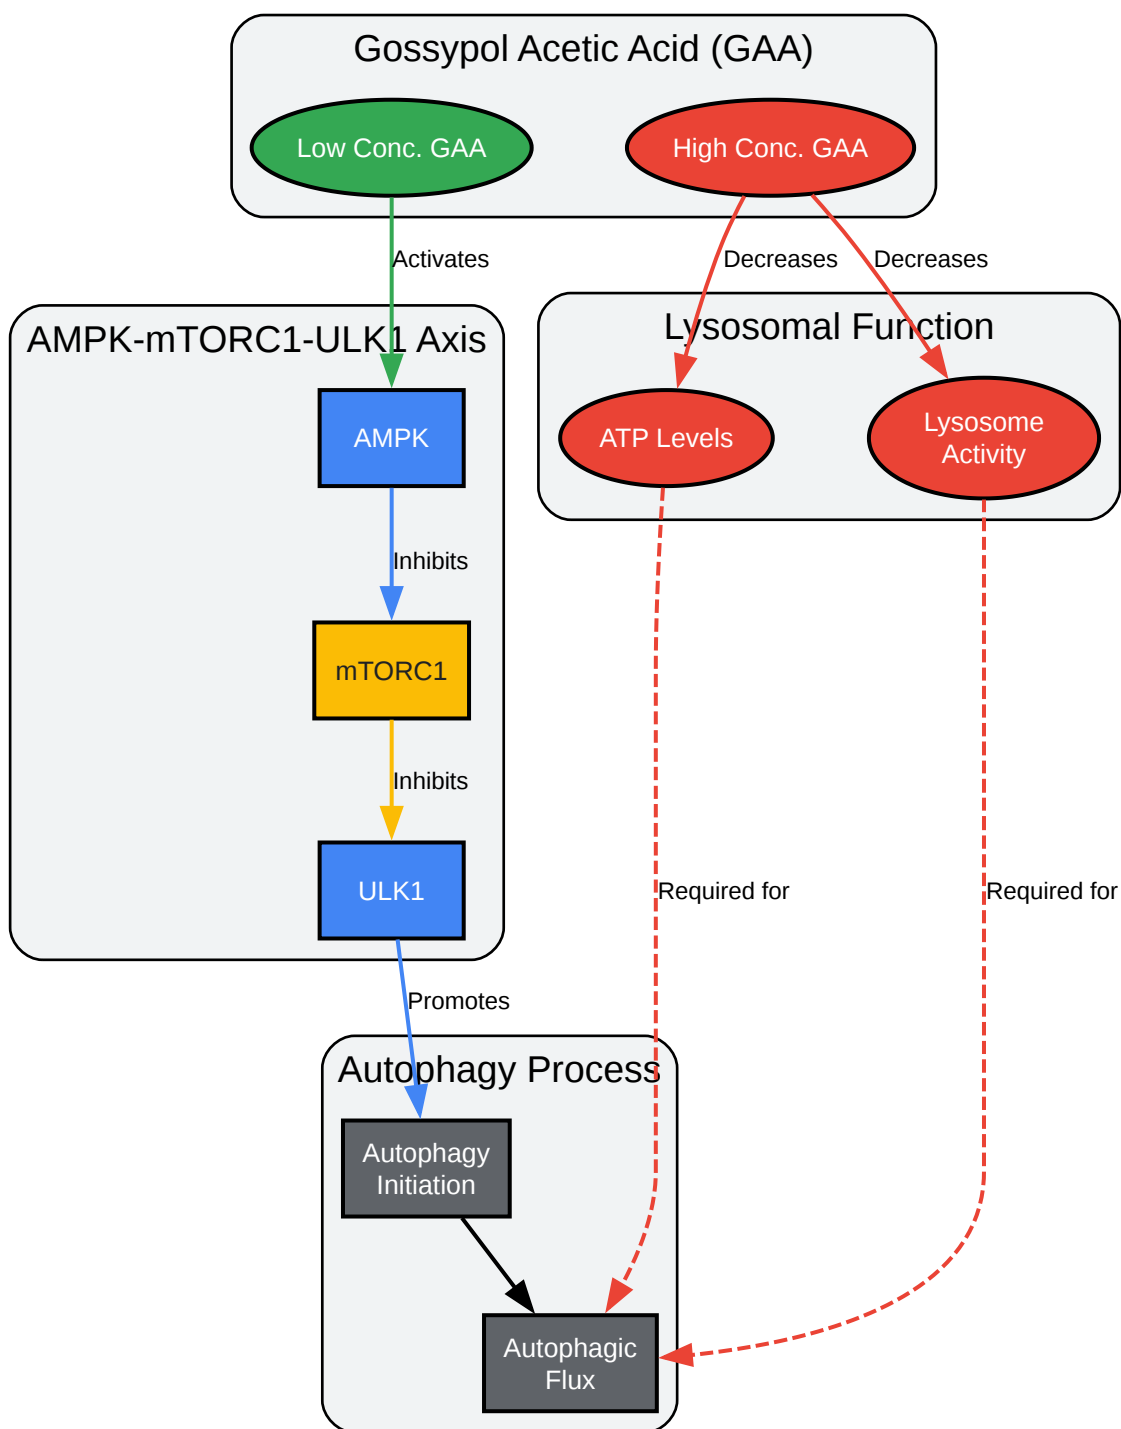 Gossypol Acetic Acid (GAA)
Low Conc. GAA
High Conc. GAA
Activates
Decreases
Decreases
AMPK-mTORC1-ULK1 Axis
Lysosomal Function
AMPK
ATP Levels
Lysosome
Activity
Inhibits
mTORC1
Inhibits
ULK1
Required for
Required for
Promotes
Autophagy Process
Autophagy
Initiation
Autophagic
Flux